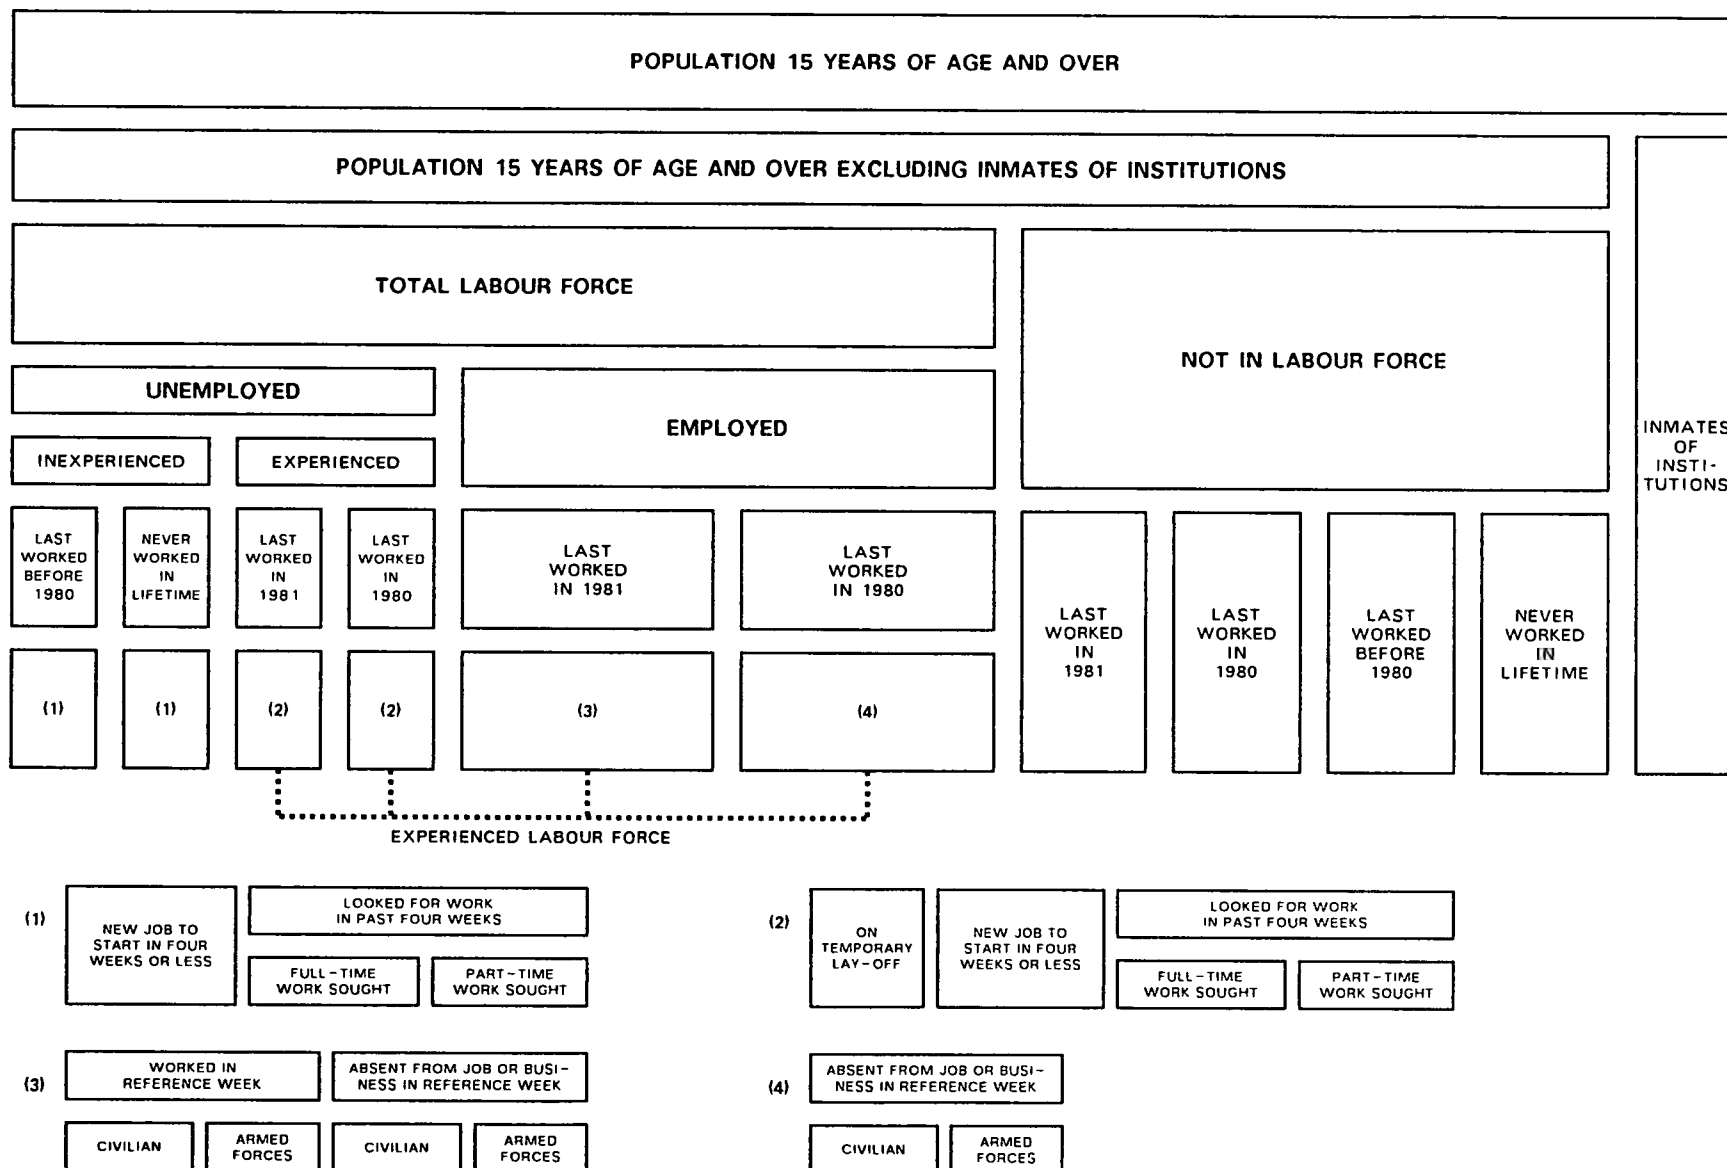 POPULATION 15 YEARS OF AGE AND OVER
POPULATION 15 YEARS OF AGE AND OVER EXCLUDING INMATES OF INSTITUTIONS
TOTAL LABOUR FORCE
NOT IN LABOUR FORCE
INMATES
OF
INSTI-
TUTIONS
UNEMPLOYED
EMPLOYED
INEXPERIENCED
EXPERIENCED
LAST
WORKED
BEFORE
1980
NEVER
WORKED
IN
LIFETIME
LAST
WORKED
IN
1981
LAST
WORKED
IN
1980
LAST
WORKED
IN 1981
LAST
WORKED
IN 1980
LAST
WORKED
IN
1981
LAST
WORKED
IN
1980
LAST
WORKED
BEFORE
1980
NEVER
WORKED
IN
LIFETIME
(1)
(1)
(2)
(2)
(3)
(4)
EXPERIENCED LABOUR FORCE
(1)
NEW JOB TO
START IN FOUR
WEEKS OR LESS
LOOKED FOR WORK
IN PAST FOUR WEEKS
FULL-TIME
WORK SOUGHT
PART-TIME
WORK SOUGHT
(2)
ON
TEMPORARY
LAY-OFF
NEW JOB TO
START IN FOUR
WEEKS OR LESS
LOOKED FOR WORK
IN PAST FOUR WEEKS
FULL-TIME
WORK SOUGHT
PART-TIME
WORK SOUGHT
(3)
WORKED IN
REFERENCE WEEK
ABSENT FROM JOB OR BUSI-
NESS IN REFERENCE WEEK
CIVILIAN
ARMED
FORCES
CIVILIAN
ARMED
FORCES
(4)
ABSENT FROM JOB OR BUSI-
NESS IN REFERENCE WEEK
CIVILIAN
ARMED
FORCES